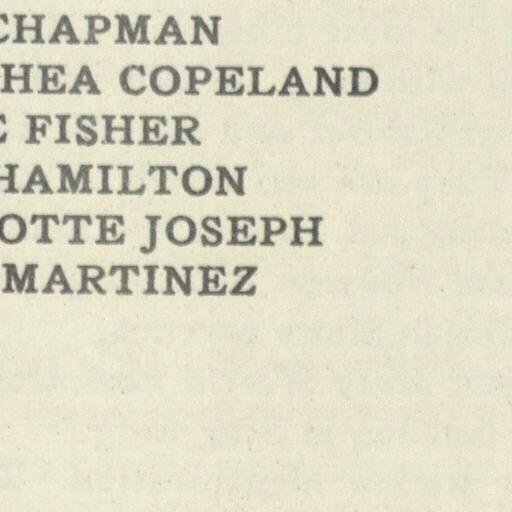 CHAPMAN
HEA COPELAND
E FISHER
HAMILTON
OTTE JOSEPH
MARTINEZ